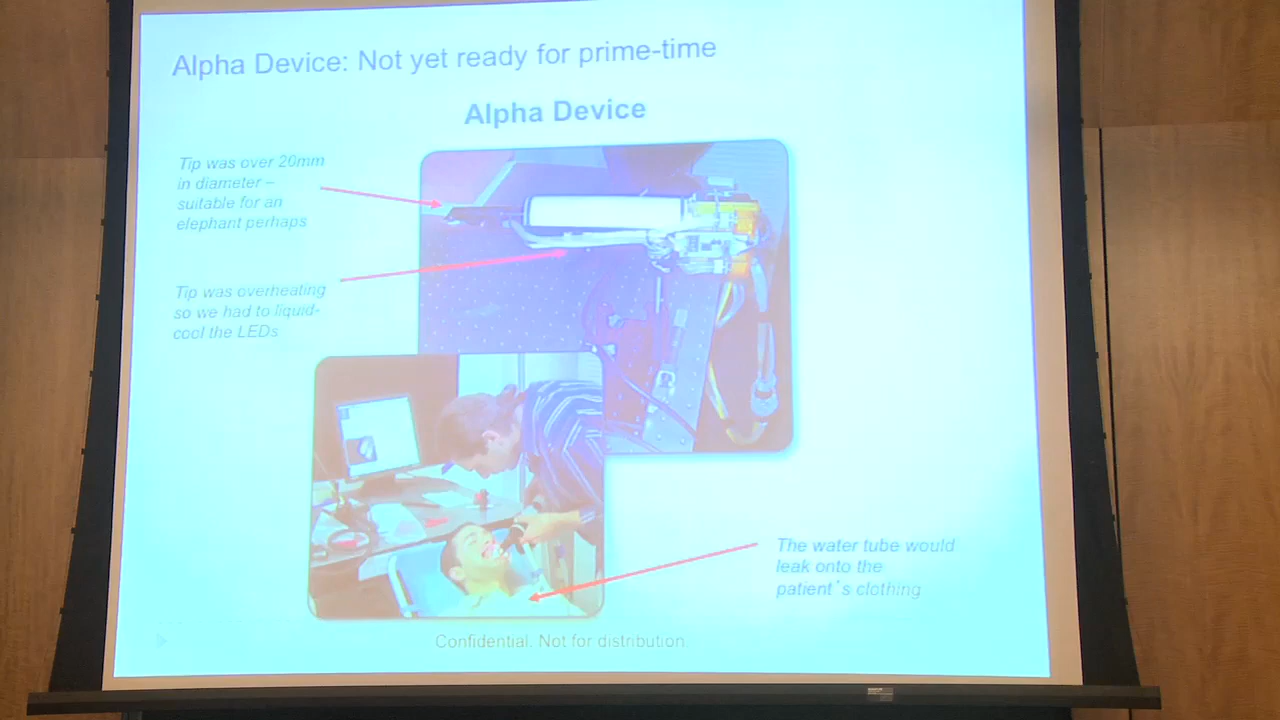 Alpha Device: Not yet ready for prime-time
Alpha Device
Tip was over 20mm
in diameter –
suitable for an
elephant perhaps
Tip was overheating
so we had to liquid-
cool the LEDs
The water tube would
leak onto the
patient's clothing
Confidential. Not for distribution.